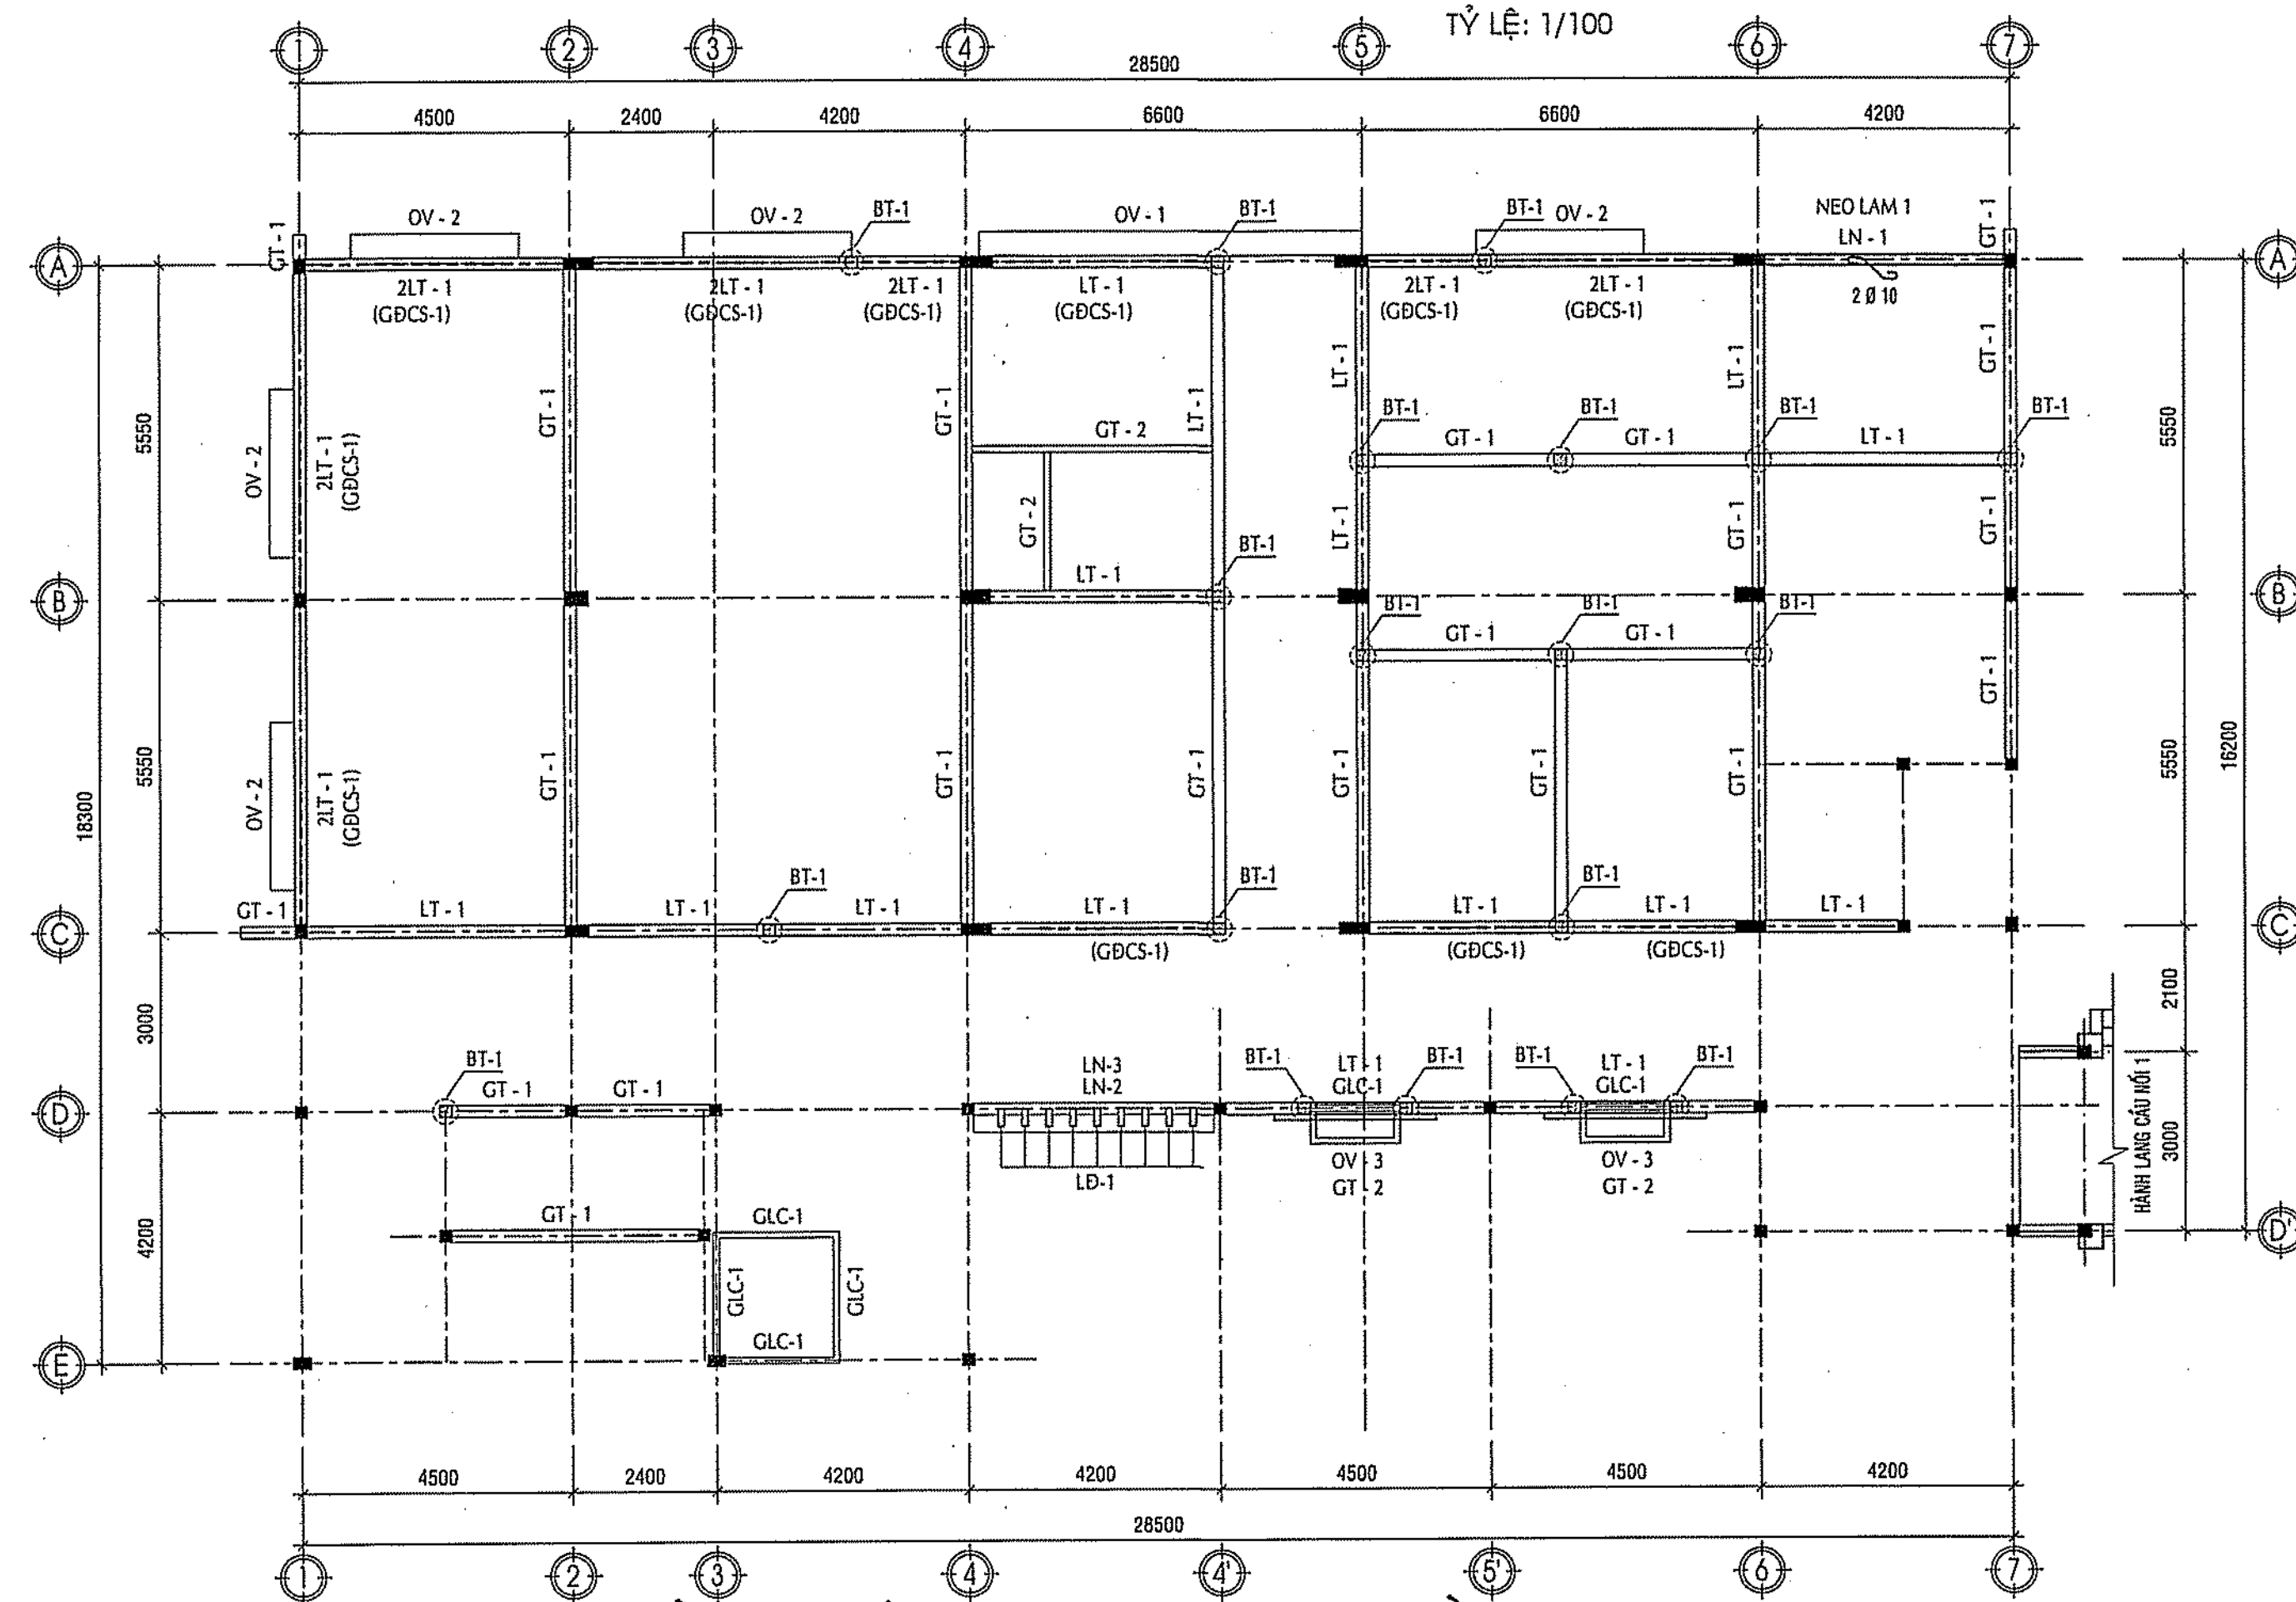 TỶ LỆ: 1/100
1 2 3 4 5 6 7
28500
4500 2400 4200 6600 6600 4200
OV - 2 OV - 2 BT-1 OV - 1 BT-1 BT-1 OV - 2 NEO LAM 1
GT - 1 LN - 1 GT - 1
A A
2LT - 1 2LT - 1 2LT - 1 LT - 1 2LT - 1 2LT - 1 2 Ø 10
(GĐCS-1) (GĐCS-1) (GĐCS-1) (GĐCS-1) (GĐCS-1) (GĐCS-1)
GT - 1 GT - 1 LT - 1 LT - 1 LT - 1 GT - 1
BT-1 BT-1 BT-1 BT-1
GT - 2 GT - 1 GT - 1 LT - 1
5550 OV - 2 2LT - 1 (GĐCS-1) 5550
GT - 2 LT - 1 GT - 1 GT - 1
BT-1
LT - 1
B B
BT-1 BT-1 BT-1
GT - 1 GT - 1
GT - 1
5550 OV - 2 2LT - 1 (GĐCS-1) GT - 1 GT - 1 GT - 1 GT - 1 GT - 1 GT - 1 5550
18300 16200
BT-1 BT-1 BT-1
GT - 1 LT - 1 LT - 1 LT - 1 LT - 1 LT - 1 LT - 1 LT - 1
C C
(GĐCS-1) (GĐCS-1) (GĐCS-1)
3000 2100
BT-1 LN-3 BT-1 LT - 1 BT-1 BT-1 LT - 1 BT-1
GT - 1 GT - 1 LN-2 GLC-1 GLC-1
D
LĐ-1 OV - 3 OV - 3
GT - 2 GT - 2
HÀNH LANG CẦU NỐI 1
3000
GT - 1 GLC-1
D'
4200
GLC-1 GLC-1
GLC-1
E
4500 2400 4200 4200 4500 4500 4200
28500
1 2 3 4 4' 5' 6 7